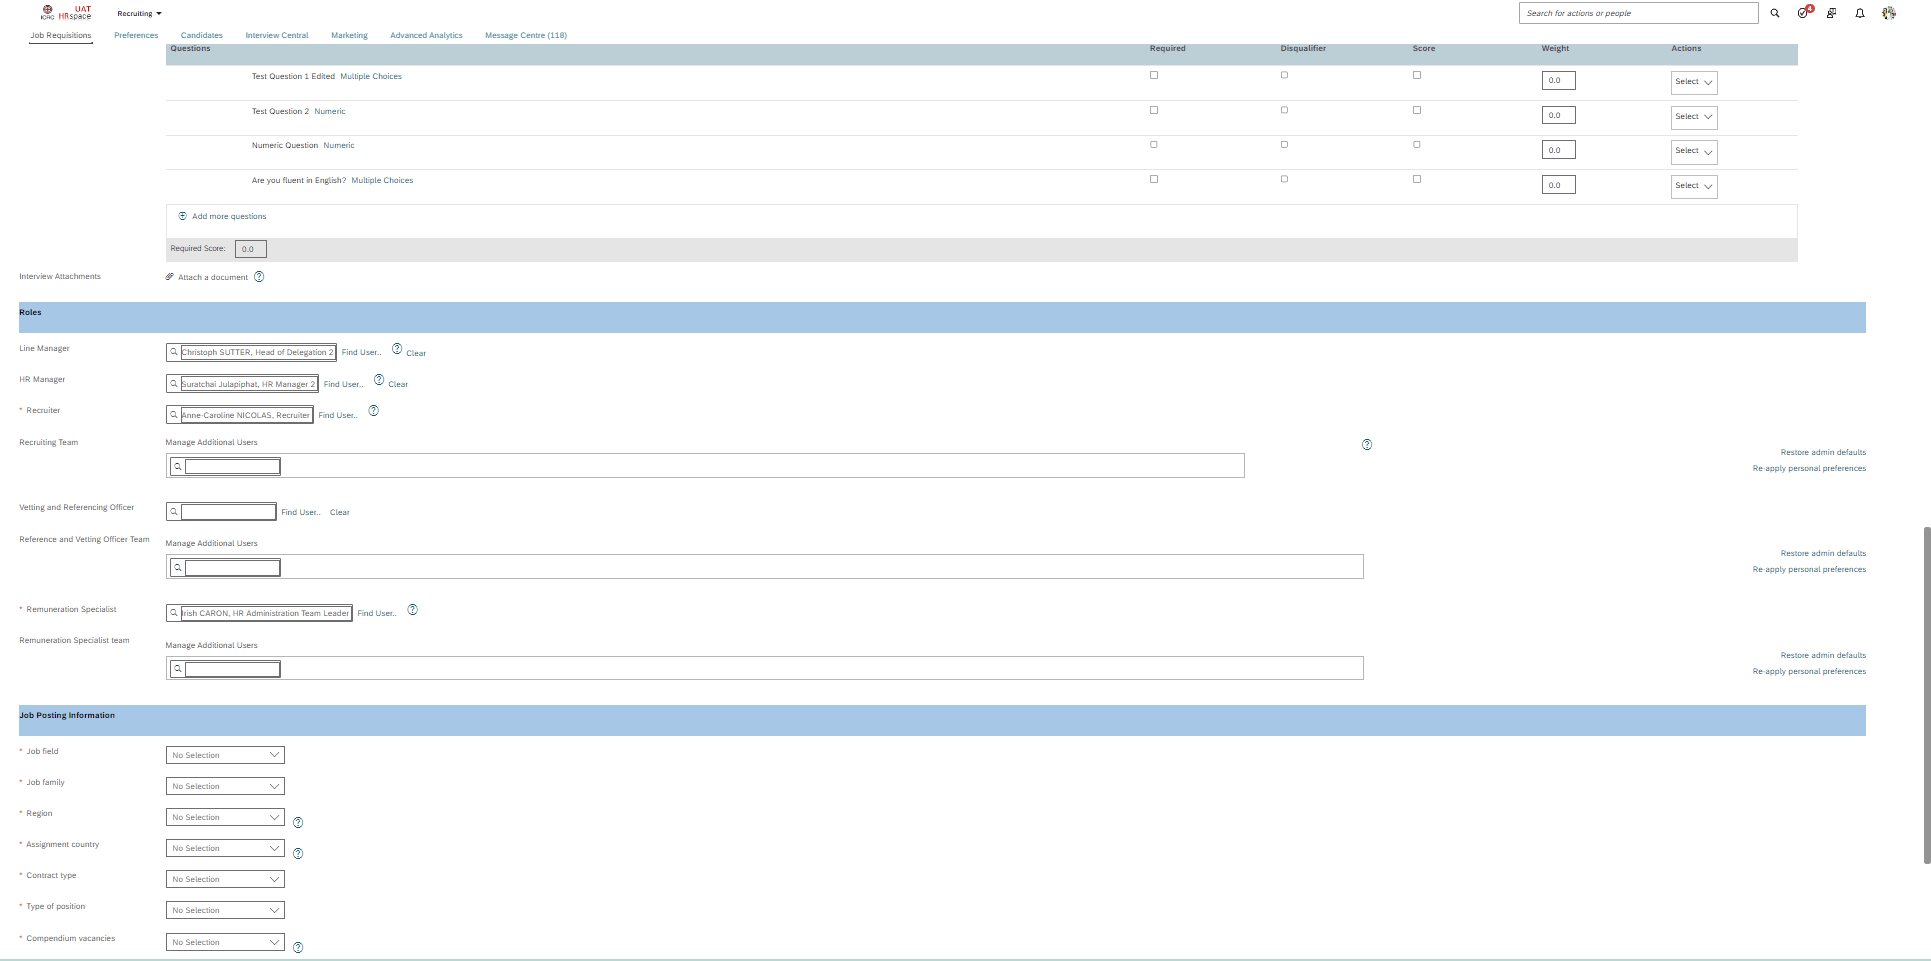 ICRC UAT HRspace Recruiting Search for actions or people 4
Job Requisitions Preferences Candidates Interview Central Marketing Advanced Analytics Message Centre (118)
Questions Required Disqualifier Score Weight Actions
Test Question 1 Edited Multiple Choices 0.0 Select
Test Question 2 Numeric 0.0 Select
Numeric Question Numeric 0.0 Select
Are you fluent in English? Multiple Choices 0.0 Select
Add more questions
Required Score: 0.0
Interview Attachments Attach a document ?
Roles
Line Manager Christoph SUTTER, Head of Delegation 2 Find User.. ? Clear
HR Manager Suratchai Julapiphat, HR Manager 2 Find User.. ? Clear
* Recruiter Anne-Caroline NICOLAS, Recruiter Find User.. ?
Recruiting Team Manage Additional Users ?
Restore admin defaults
Re-apply personal preferences
Vetting and Referencing Officer Find User.. Clear
Reference and Vetting Officer Team Manage Additional Users
Restore admin defaults
Re-apply personal preferences
* Remuneration Specialist Irish CARON, HR Administration Team Leader Find User.. ?
Remuneration Specialist team Manage Additional Users
Restore admin defaults
Re-apply personal preferences
Job Posting Information
* Job field No Selection
* Job family No Selection
* Region No Selection ?
* Assignment country No Selection ?
* Contract type No Selection
* Type of position No Selection
* Compendium vacancies No Selection ?